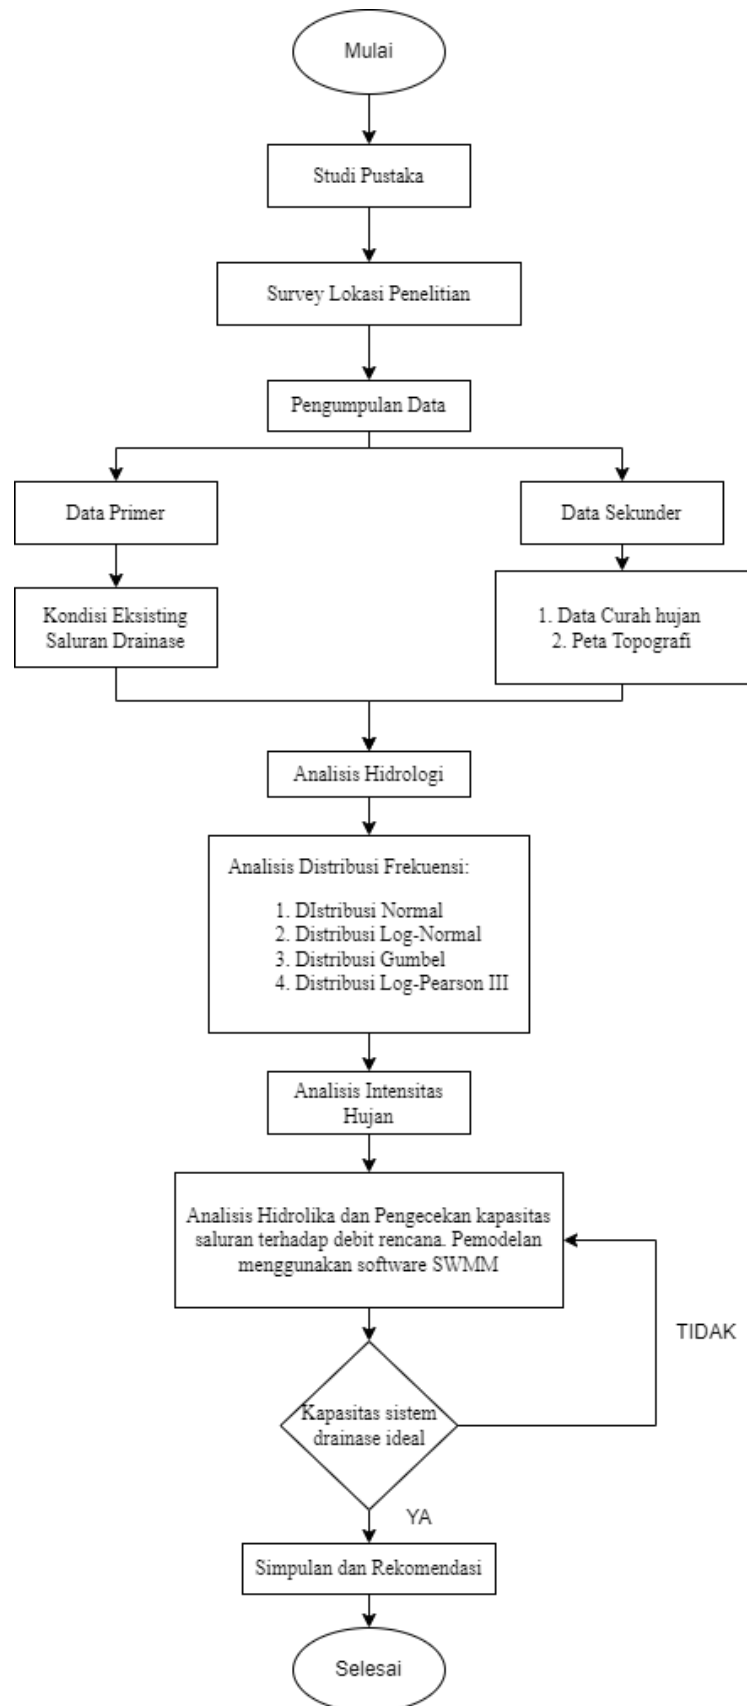 Mulai
Studi Pustaka
Survey Lokasi Penelitian
Pengumpulan Data
Data Primer
Data Sekunder
Kondisi Eksisting
Saluran Drainase
1. Data Curah hujan
2. Peta Topografi
Analisis Hidrologi
Analisis Distribusi Frekuensi:
1. DIstribusi Normal
2. Distribusi Log-Normal
3. Distribusi Gumbel
4. Distribusi Log-Pearson III
Analisis Intensitas
Hujan
Analisis Hidrolika dan Pengecekan kapasitas
saluran terhadap debit rencana. Pemodelan
menggunakan software SWMM
TIDAK
Kapasitas sistem
drainase ideal
YA
Simpulan dan Rekomendasi
Selesai